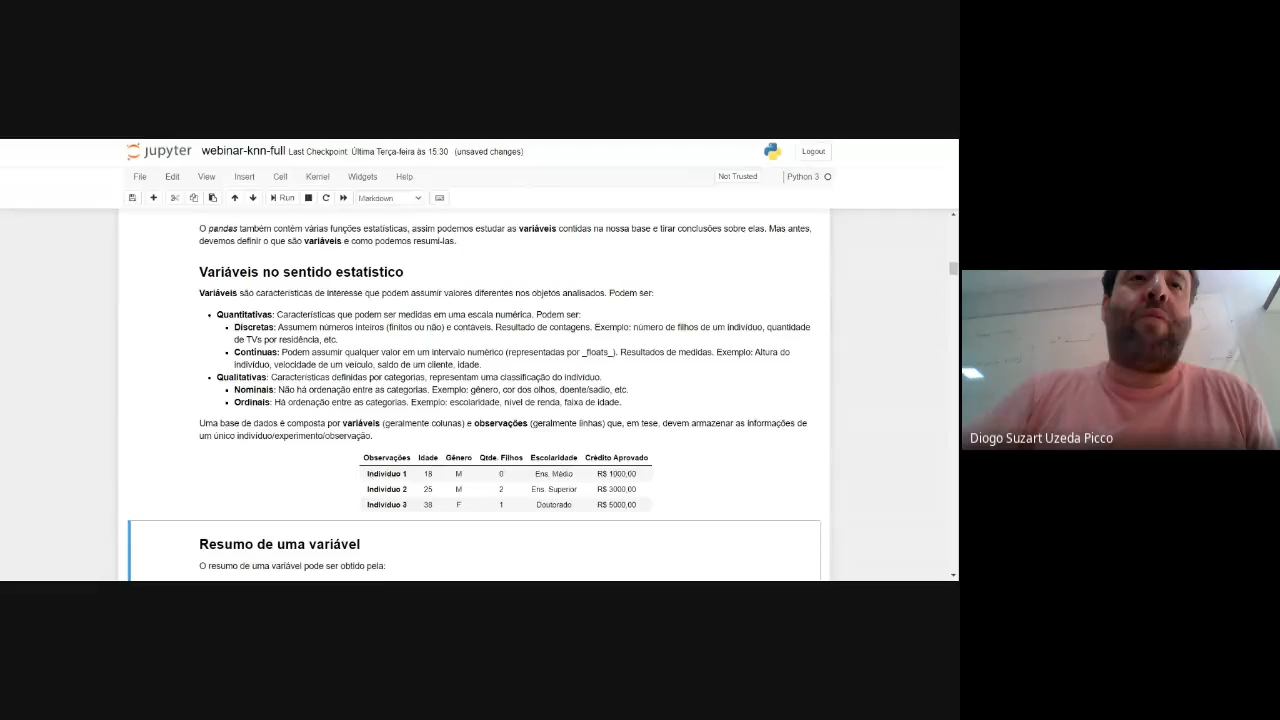 jupyter webinar-knn-full Last Checkpoint: Última Terça-feira às 15:30 (unsaved changes) Logout
File Edit View Insert Cell Kernel Widgets Help Not Trusted Python 3
Run Markdown
O pandas também contém várias funções estatísticas, assim podemos estudar as variáveis contidas na nossa base e tirar conclusões sobre elas. Mas antes,
devemos definir o que são variáveis e como podemos resumi-las.
Variáveis no sentido estatístico
Variáveis são características de interesse que podem assumir valores diferentes nos objetos analisados. Podem ser:
Quantitativas: Características que podem ser medidas em uma escala numérica. Podem ser:
Discretas: Assumem números inteiros (finitos ou não) e contáveis. Resultado de contagens. Exemplo: número de filhos de um indivíduo, quantidade
de TVs por residência, etc.
Contínuas: Podem assumir qualquer valor em um intervalo numérico (representadas por _floats_). Resultados de medidas. Exemplo: Altura do
indivíduo, velocidade de um veículo, saldo de um cliente, idade.
Qualitativas: Características definidas por categorias, representam uma classificação do indivíduo.
Nominais: Não há ordenação entre as categorias. Exemplo: gênero, cor dos olhos, doente/sadio, etc.
Ordinais: Há ordenação entre as categorias. Exemplo: escolaridade, nível de renda, faixa de idade.
Uma base de dados é composta por variáveis (geralmente colunas) e observações (geralmente linhas) que, em tese, devem armazenar as informações de
um único indivíduo/experimento/observação.
Observações Idade Gênero Qtde. Filhos Escolaridade Crédito Aprovado
Indivíduo 1 18 M 0 Ens. Médio R$ 1000,00
Indivíduo 2 25 M 2 Ens. Superior R$ 3000,00
Indivíduo 3 38 F 1 Doutorado R$ 5000,00
Resumo de uma variável
O resumo de uma variável pode ser obtido pela:
Diogo Suzart Uzeda Picco